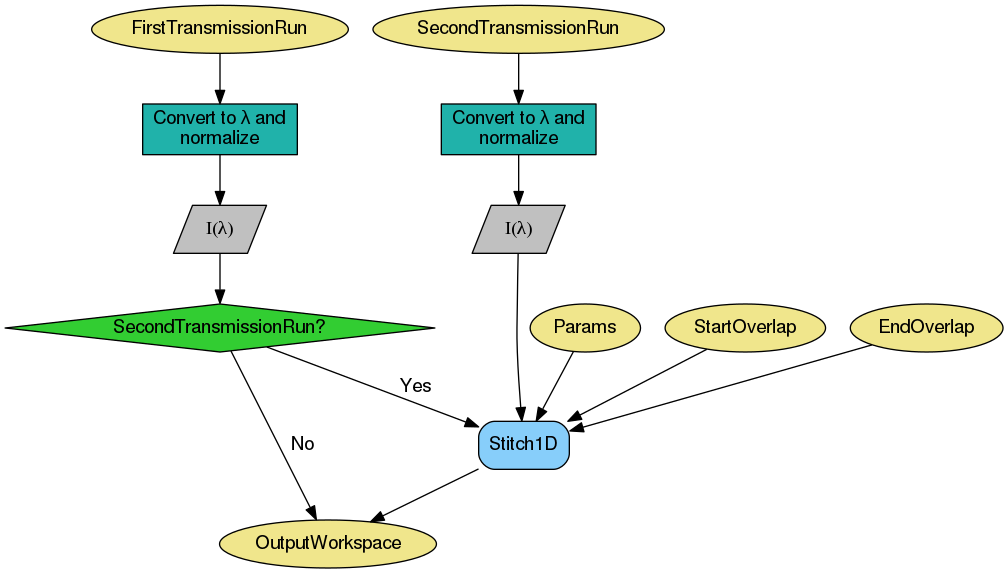 FirstTransmissionRun
SecondTransmissionRun
Convert to λ and
normalize
Convert to λ and
normalize
I(λ)
I(λ)
SecondTransmissionRun?
Params
StartOverlap
EndOverlap
Yes
No
Stitch1D
OutputWorkspace